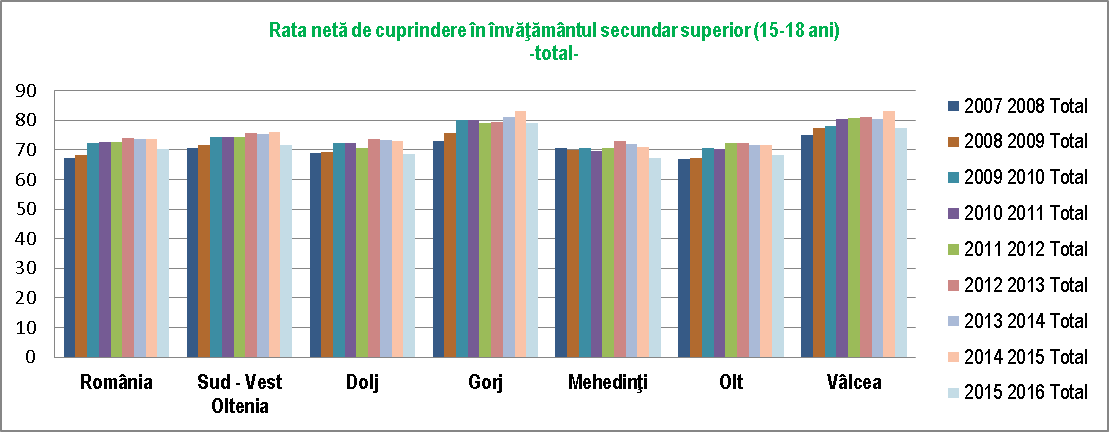 Rata netă de cuprindere în învăţământul secundar superior (15-18 ani)
-total-
90
80
70
60
50
40
30
20
10
0
România
Sud - Vest
Oltenia
Dolj
Gorj
Mehedinţi
Olt
Vâlcea
2007 2008 Total
2008 2009 Total
2009 2010 Total
2010 2011 Total
2011 2012 Total
2012 2013 Total
2013 2014 Total
2014 2015 Total
2015 2016 Total